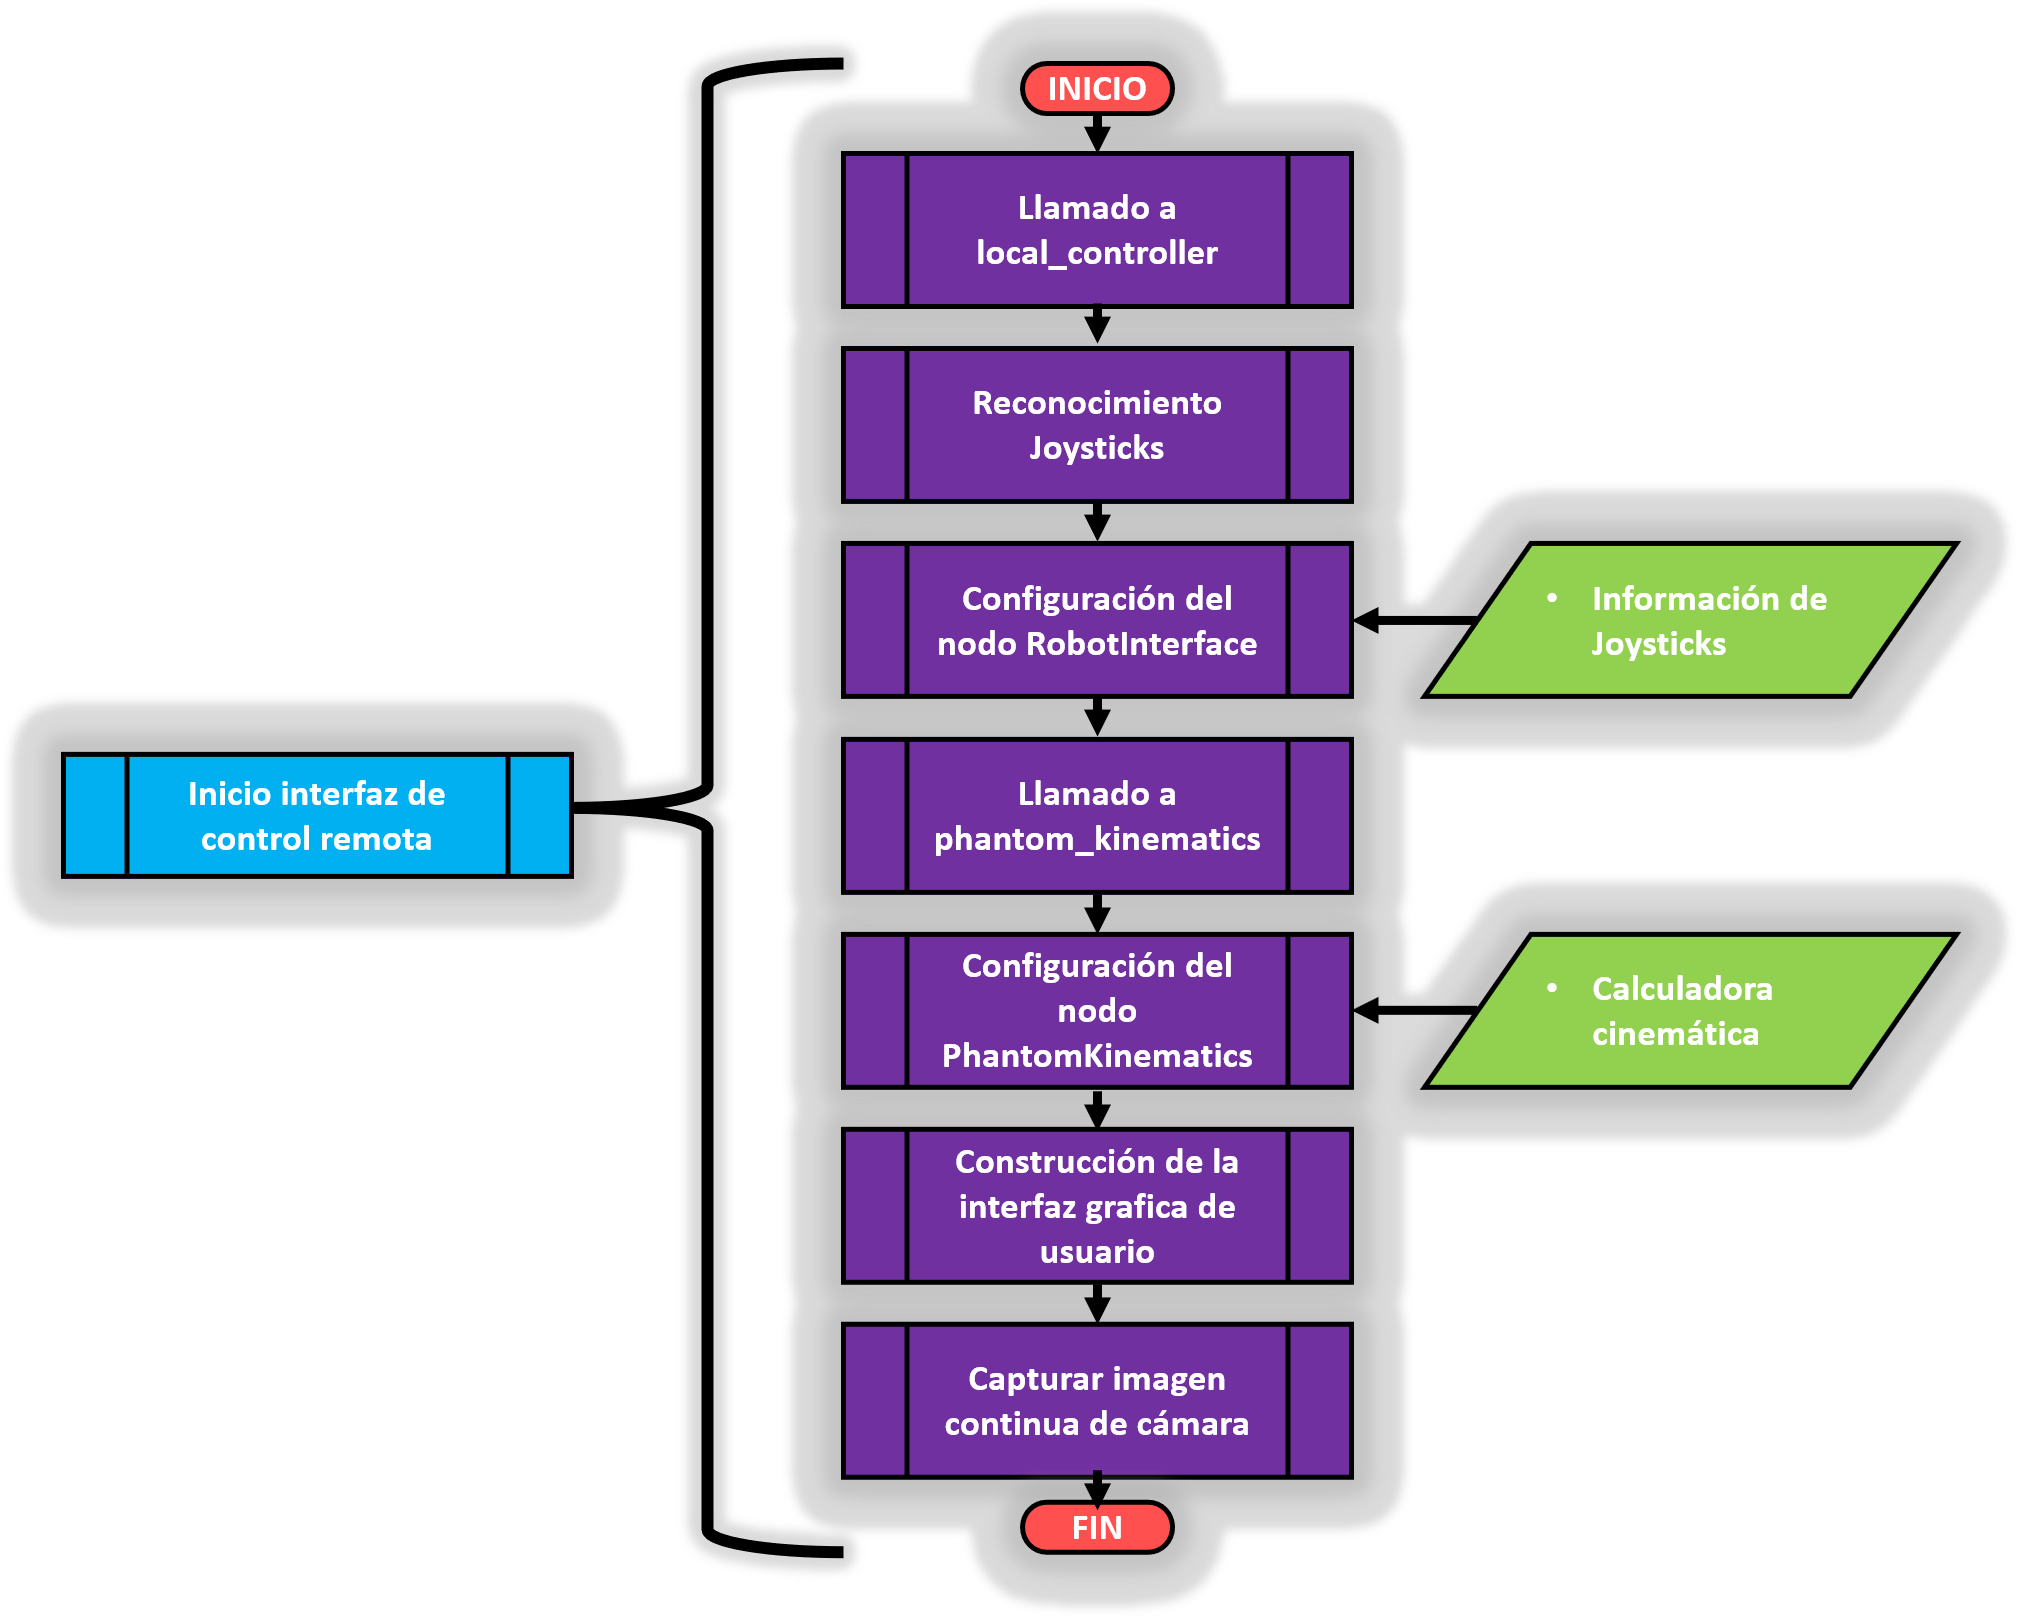 INICIO
Llamado a
local_controller
Reconocimiento
Joysticks
Configuración del
nodo RobotInterface
• Información de
Joysticks
Llamado a
phantom_kinematics
Inicio interfaz de
control remota
Configuración del
nodo
PhantomKinematics
• Calculadora
cinemática
Construcción de la
interfaz grafica de
usuario
Capturar imagen
continua de cámara
FIN